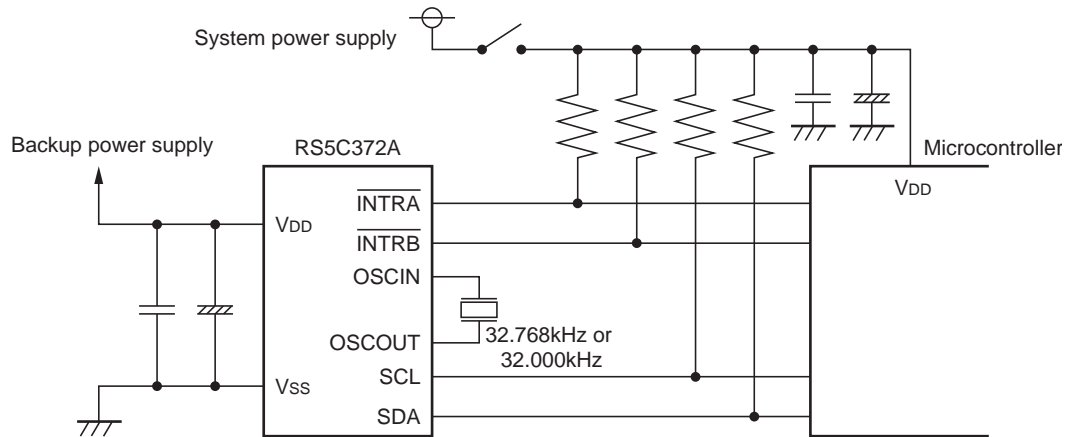 System power supply
Backup power supply
RS5C372A
Microcontroller
VDD
INTRA
VDD
INTRB
OSCIN
OSCOUT
32.768kHz or
32.000kHz
SCL
VSS
SDA